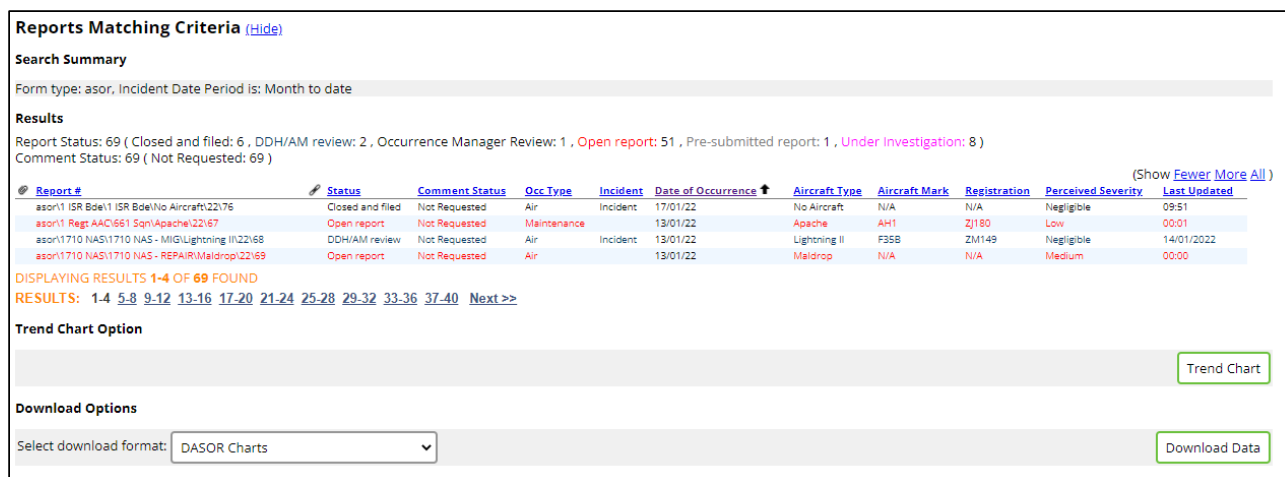 Reports Matching Criteria (Hide)
Search Summary
Form type: asor, Incident Date Period is: Month to date
Results
Report Status: 69 ( Closed and filed: 6 , DDH/AM review: 2 , Occurrence Manager Review: 1 , Open report: 51 , Pre-submitted report: 1 , Under Investigation: 8 )
Comment Status: 69 ( Not Requested: 69 )
(Show Fewer More All )
Report # Status Comment Status Occ Type Incident Date of Occurrence Aircraft Type Aircraft Mark Registration Perceived Severity Last Updated
asor\1 ISR Bde\1 ISR Bde\No Aircraft\22\76 Closed and filed Not Requested Air Incident 17/01/22 No Aircraft N/A N/A Negligible 09:51
asor\1 Regt AAC\661 Sqn\Apache\22\67 Open report Not Requested Maintenance 13/01/22 Apache AH1 ZJ180 Low 00:01
asor\1710 NAS\1710 NAS - MIG\Lightning II\22\68 DDH/AM review Not Requested Air Incident 13/01/22 Lightning II F35B ZM149 Negligible 14/01/2022
asor\1710 NAS\1710 NAS - REPAIR\Maldrop\22\69 Open report Not Requested Air 13/01/22 Maldrop N/A N/A Medium 00:00
DISPLAYING RESULTS 1-4 OF 69 FOUND
RESULTS: 1-4 5-8 9-12 13-16 17-20 21-24 25-28 29-32 33-36 37-40 Next >>
Trend Chart Option
Trend Chart
Download Options
Select download format: DASOR Charts Download Data